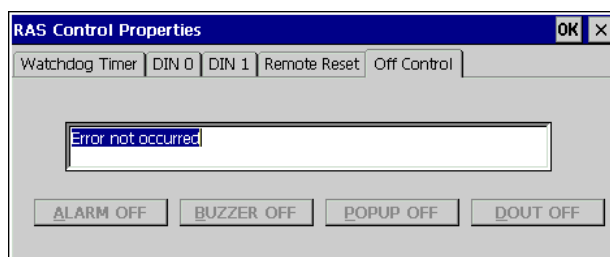 RAS Control Properties OK ×
Watchdog Timer DIN 0 DIN 1 Remote Reset Off Control
Error not occurred
ALARM OFF BUZZER OFF POPUP OFF DOUT OFF